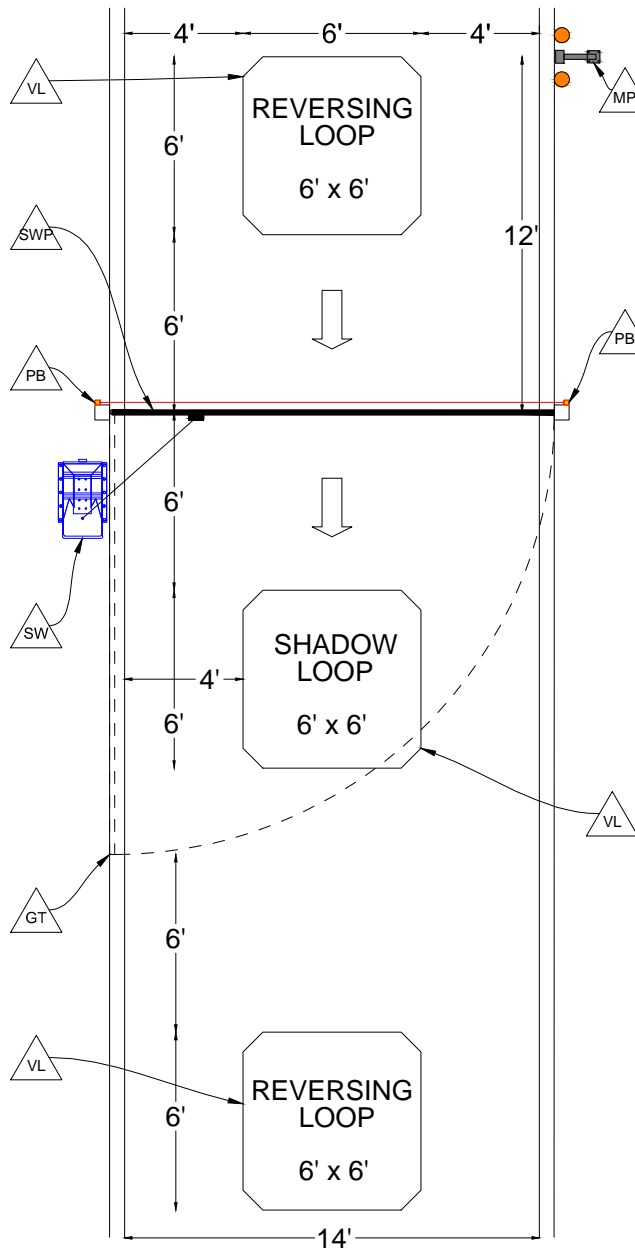 4'
6'
4'
VL
MP
REVERSING
LOOP
6' x 6'
6'
SWP
12'
6'
PB
PB
6'
SW
SHADOW
LOOP
6' x 6'
4'
6'
VL
GT
6'
VL
REVERSING
LOOP
6' x 6'
6'
14'